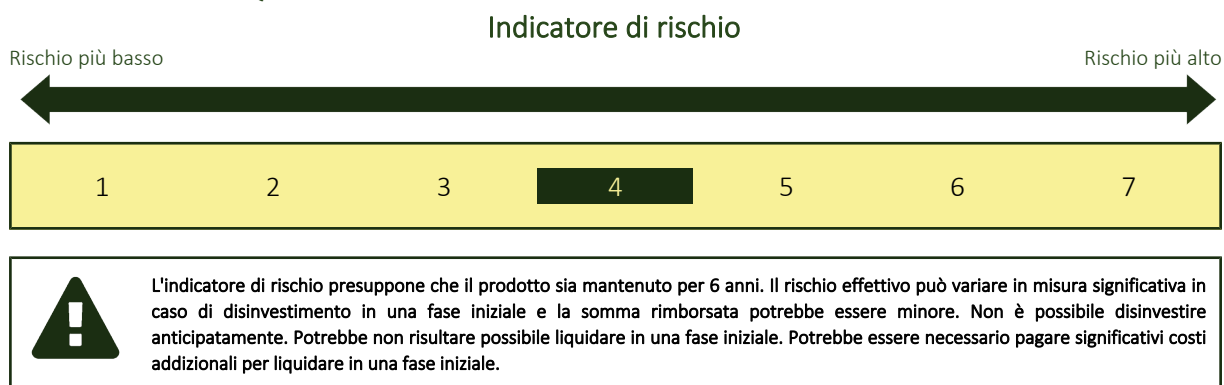 Indicatore di rischio
Rischio più basso Rischio più alto
1 2 3 4 5 6 7
L'indicatore di rischio presuppone che il prodotto sia mantenuto per 6 anni. Il rischio effettivo può variare in misura significativa in
caso di disinvestimento in una fase iniziale e la somma rimborsata potrebbe essere minore. Non è possibile disinvestire
anticipatamente. Potrebbe non risultare possibile liquidare in una fase iniziale. Potrebbe essere necessario pagare significativi costi
addizionali per liquidare in una fase iniziale.